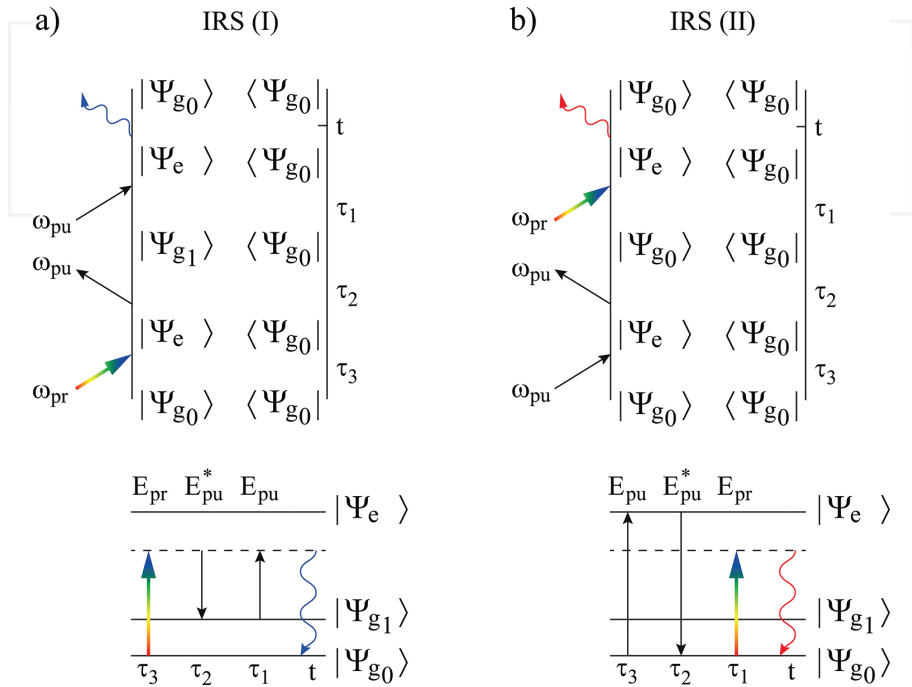 a) IRS (I)
|Ψg0⟩ ⟨Ψg0|
t
|Ψe⟩ ⟨Ψg0|
ωpu
τ1
|Ψg1⟩ ⟨Ψg0|
ωpu
τ2
|Ψe⟩ ⟨Ψg0|
τ3
ωpr
|Ψg0⟩ ⟨Ψg0|
Epr E*pu Epu
|Ψe⟩
|Ψg1⟩
|Ψg0⟩
τ3 τ2 τ1 t
b) IRS (II)
|Ψg0⟩ ⟨Ψg0|
t
|Ψe⟩ ⟨Ψg0|
ωpr
τ1
|Ψg0⟩ ⟨Ψg0|
ωpu
τ2
|Ψe⟩ ⟨Ψg0|
τ3
ωpu
|Ψg0⟩ ⟨Ψg0|
Epu E*pu Epr
|Ψe⟩
|Ψg1⟩
|Ψg0⟩
τ3 τ2 τ1 t